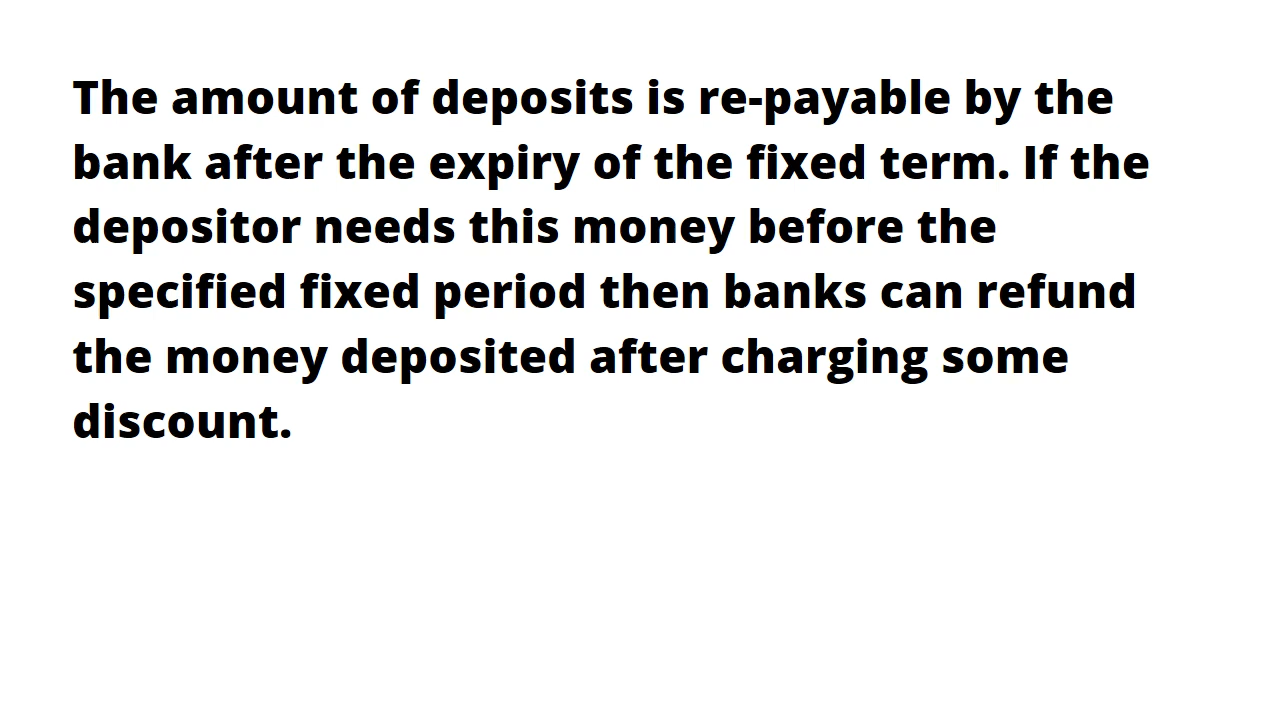 The amount of deposits is re-payable by the
bank after the expiry of the fixed term. If the
depositor needs this money before the
specified fixed period then banks can refund
the money deposited after charging some
discount.